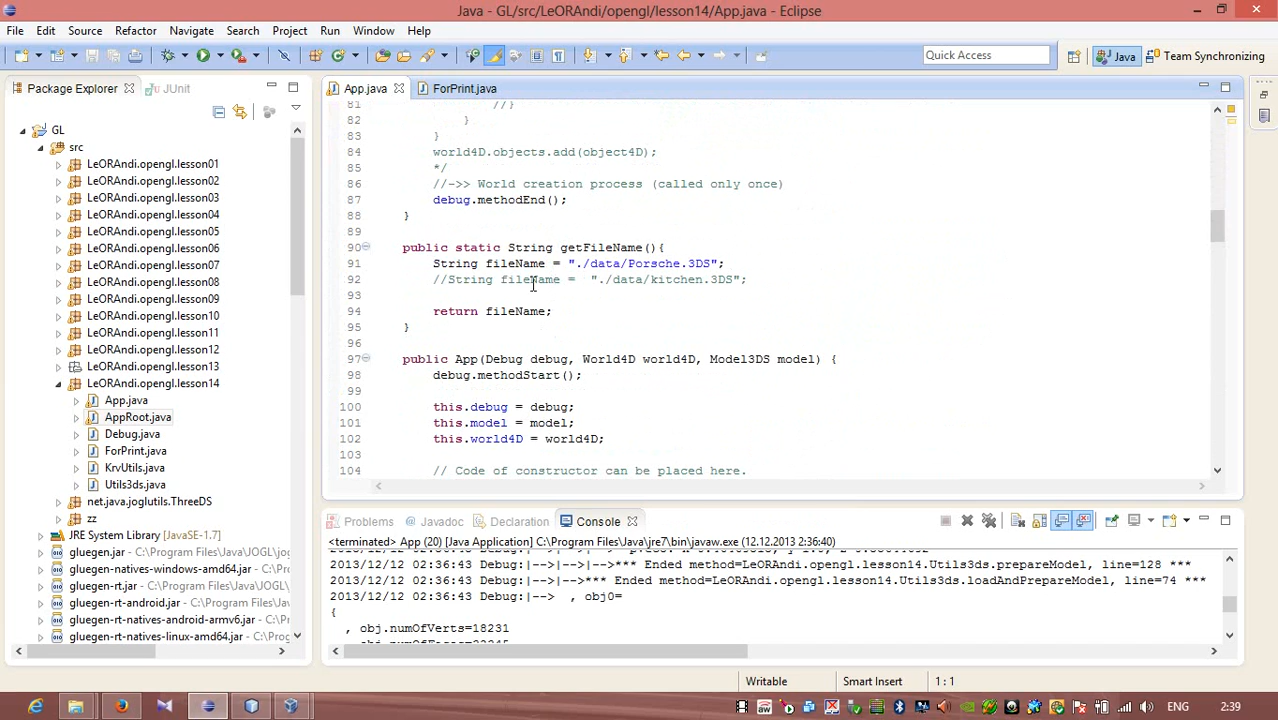 Java - GL/src/LeORAndi/opengl/lesson14/App.java - Eclipse
File Edit Source Refactor Navigate Search Project Run Window Help
Quick Access Java Team Synchronizing
Package Explorer JUnit
GL
src
LeORAndi.opengl.lesson01
LeORAndi.opengl.lesson02
LeORAndi.opengl.lesson03
LeORAndi.opengl.lesson04
LeORAndi.opengl.lesson05
LeORAndi.opengl.lesson06
LeORAndi.opengl.lesson07
LeORAndi.opengl.lesson08
LeORAndi.opengl.lesson09
LeORAndi.opengl.lesson10
LeORAndi.opengl.lesson11
LeORAndi.opengl.lesson12
LeORAndi.opengl.lesson13
LeORAndi.opengl.lesson14
App.java
AppRoot.java
Debug.java
ForPrint.java
KrvUtils.java
Utils3ds.java
net.java.joglutils.ThreeDS
zz
JRE System Library [JavaSE-1.7]
gluegen.jar - C:\Program Files\Java\JOGL\
gluegen-natives-windows-amd64.jar -
gluegen-rt.jar - C:\Program Files\Java\JOG
gluegen-rt-android.jar - C:\Program Files\
gluegen-rt-natives-android-armv6.jar - C
gluegen-rt-natives-linux-amd64.jar - C:\P
App.java ForPrint.java
81 //}
82 }
83 }
84 world4D.objects.add(object4D);
85 */
86 //->> World creation process (called only once)
87 debug.methodEnd();
88 }
89
90 public static String getFileName(){
91 String fileName = "./data/Porsche.3DS";
92 //String fileName = "./data/kitchen.3DS";
93
94 return fileName;
95 }
96
97 public App(Debug debug, World4D world4D, Model3DS model) {
98 debug.methodStart();
99
100 this.debug = debug;
101 this.model = model;
102 this.world4D = world4D;
103
104 // Code of constructor can be placed here.
Problems Javadoc Declaration Console
<terminated> App (20) [Java Application] C:\Program Files\Java\jre7\bin\javaw.exe (12.12.2013 2:36:40)
2013/12/12 02:36:43 Debug:|-->|-->|-->*** Ended method=LeORAndi.opengl.lesson14.Utils3ds.prepareModel, line=128 ***
2013/12/12 02:36:43 Debug:|-->|-->*** Ended method=LeORAndi.opengl.lesson14.Utils3ds.loadAndPrepareModel, line=74 ***
2013/12/12 02:36:43 Debug:|--> , obj0=
{
, obj.numOfVerts=18231
Writable Smart Insert 1 : 1
ENG 2:39